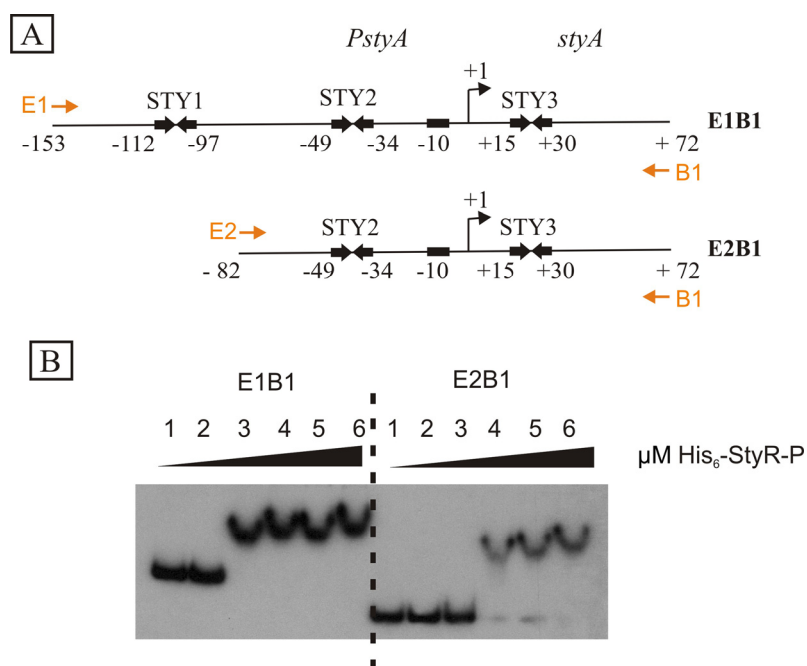 A
PstyA styA
E1 STY1 STY2 +1 STY3 E1B1
-153 -112 -97 -49 -34 -10 +15 +30 + 72
B1
E2 STY2 +1 STY3 E2B1
- 82 -49 -34 -10 +15 +30 + 72
B1
B
E1B1 E2B1
1 2 3 4 5 6 1 2 3 4 5 6
µM His6-StyR-P